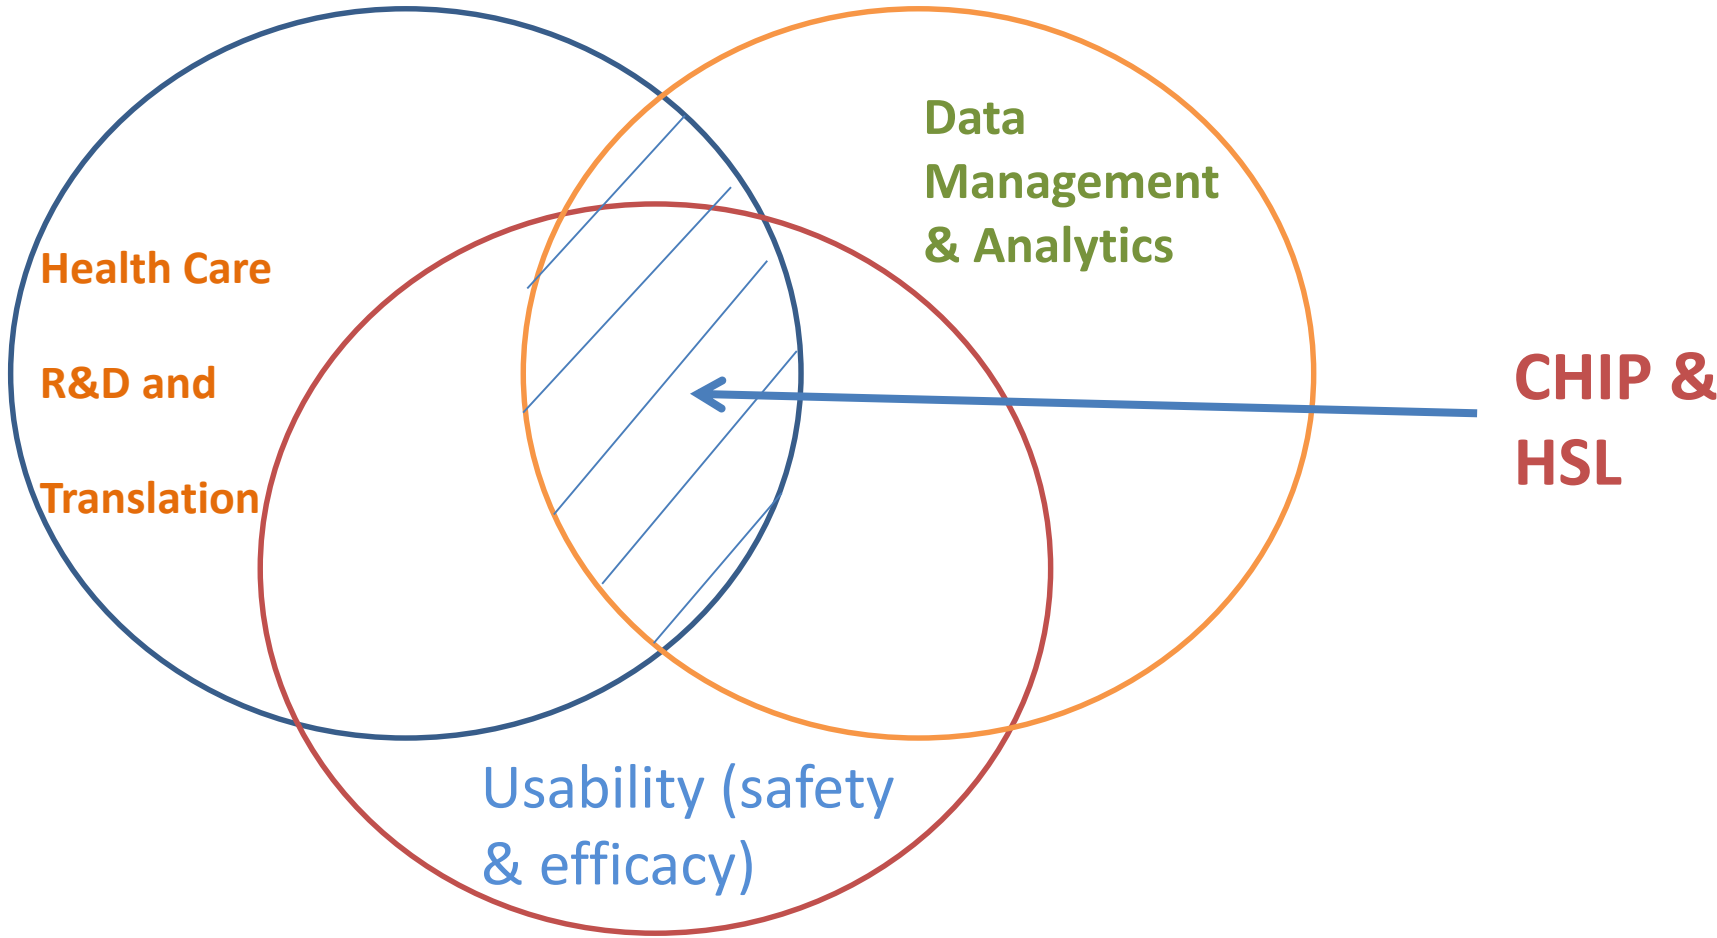 Data
Management
& Analytics
Health Care
R&D and
Translation
CHIP &
HSL
Usability (safety
& efficacy)